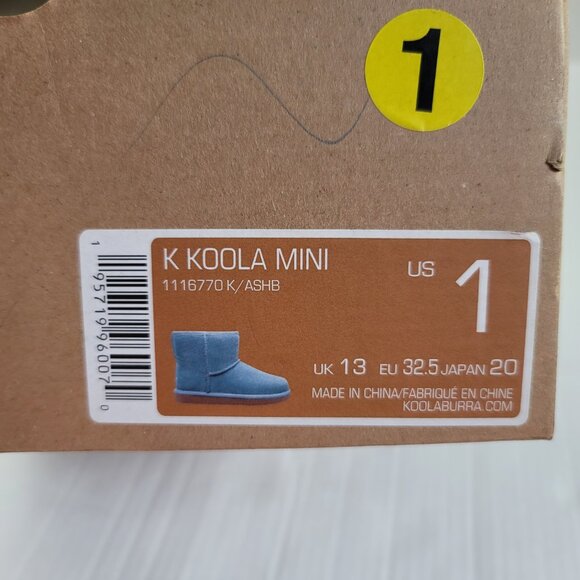 1
K KOOLA MINI
1116770 K/ASHB
US 1
UK 13 EU 32.5 JAPAN 20
MADE IN CHINA/FABRIQUÉ EN CHINE
KOOLABURRA.COM
1 95719 96007 0